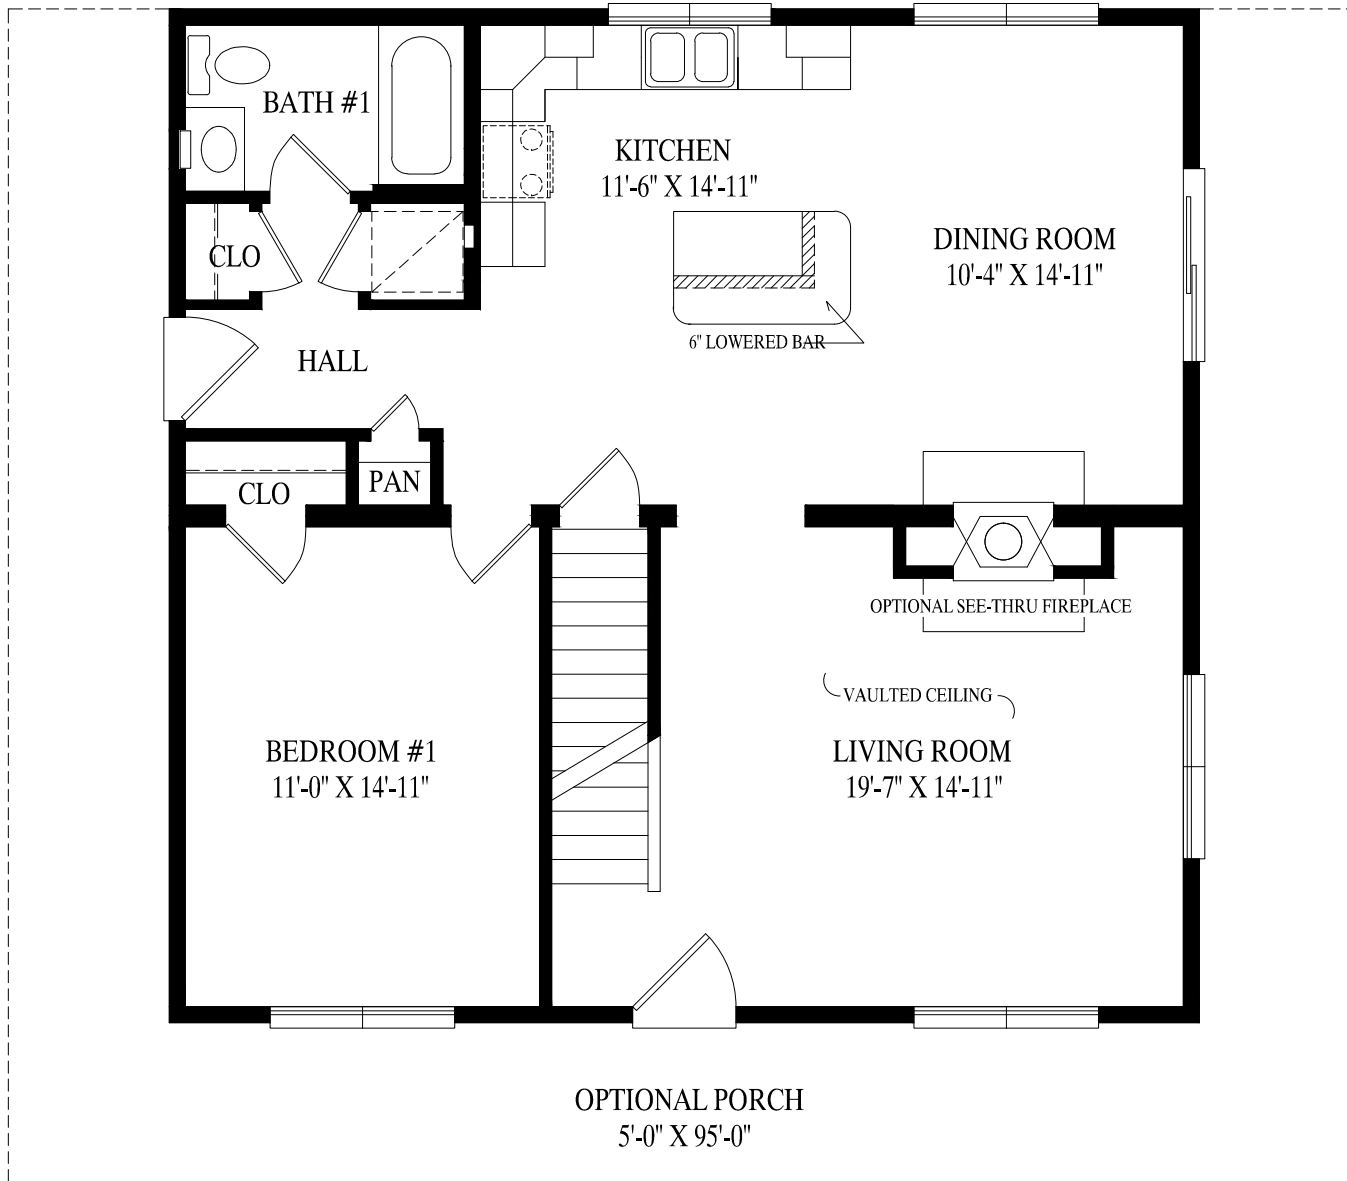 BATH #1
KITCHEN
11'-6" X 14'-11"
CLO
DINING ROOM
10'-4" X 14'-11"
6" LOWERED BAR
HALL
PAN
CLO
OPTIONAL SEE-THRU FIREPLACE
VAULTED CEILING
BEDROOM #1
11'-0" X 14'-11"
LIVING ROOM
19'-7" X 14'-11"
OPTIONAL PORCH
5'-0" X 95'-0"